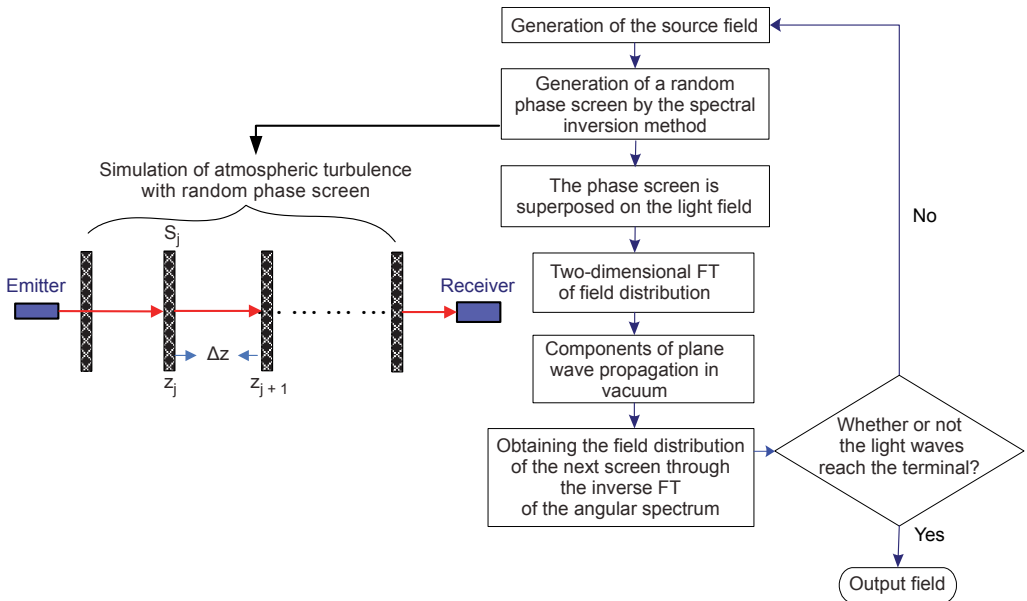 Generation of the source field
Generation of a random
phase screen by the spectral
inversion method
Simulation of atmospheric turbulence
with random phase screen
The phase screen is
superposed on the light field
No
S_j
Emitter
Receiver
Two-dimensional FT
of field distribution
Δz
z_j
z_{j + 1}
Components of plane
wave propagation in
vacuum
Obtaining the field distribution
of the next screen through
the inverse FT
of the angular spectrum
Whether or not
the light waves
reach the terminal?
Yes
Output field